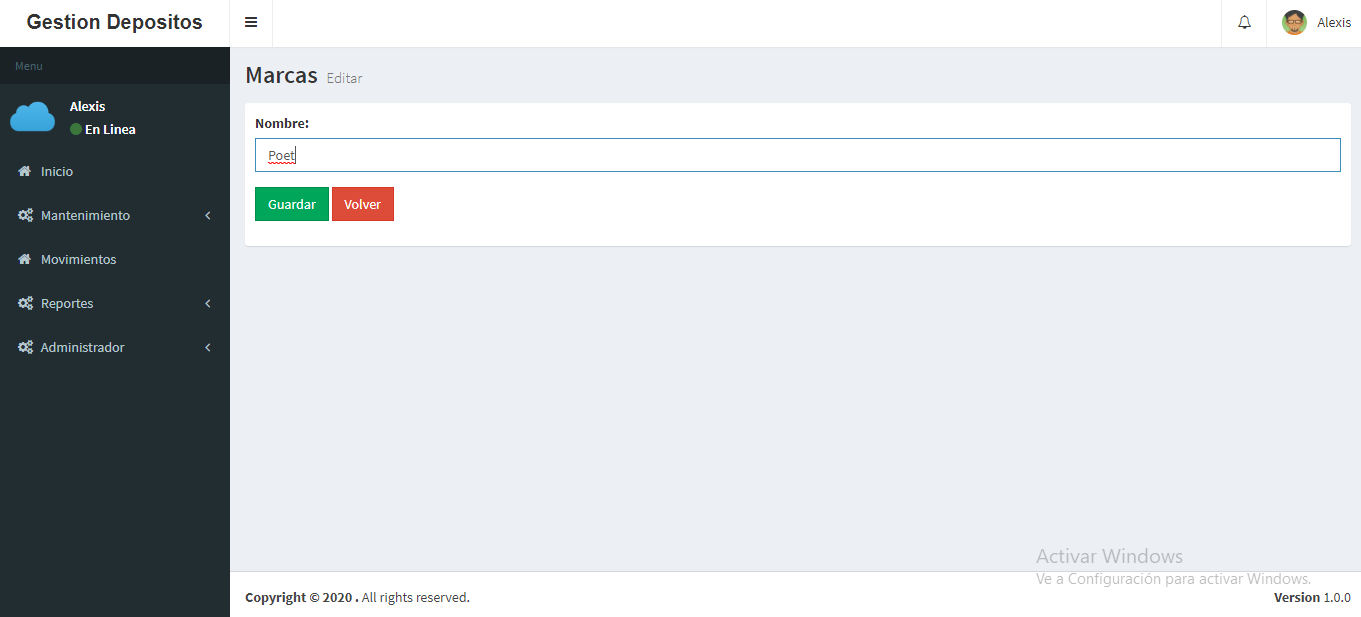 Gestion Depositos
Alexis
Menu
Alexis
En Linea
Inicio
Mantenimiento
Movimientos
Reportes
Administrador
Marcas Editar
Nombre:
Poet
Guardar Volver
Activar Windows
Ve a Configuración para activar Windows.
Copyright © 2020 . All rights reserved.
Version 1.0.0